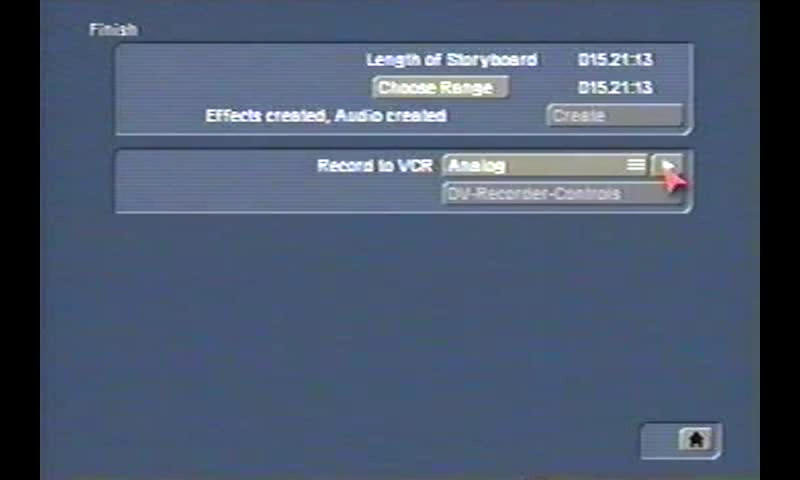 Finish
Length of Storyboard 015.21:13
Choose Range 015.21:13
Effects created, Audio created Create
Record to VCR Analog
DV-Recorder-Controls